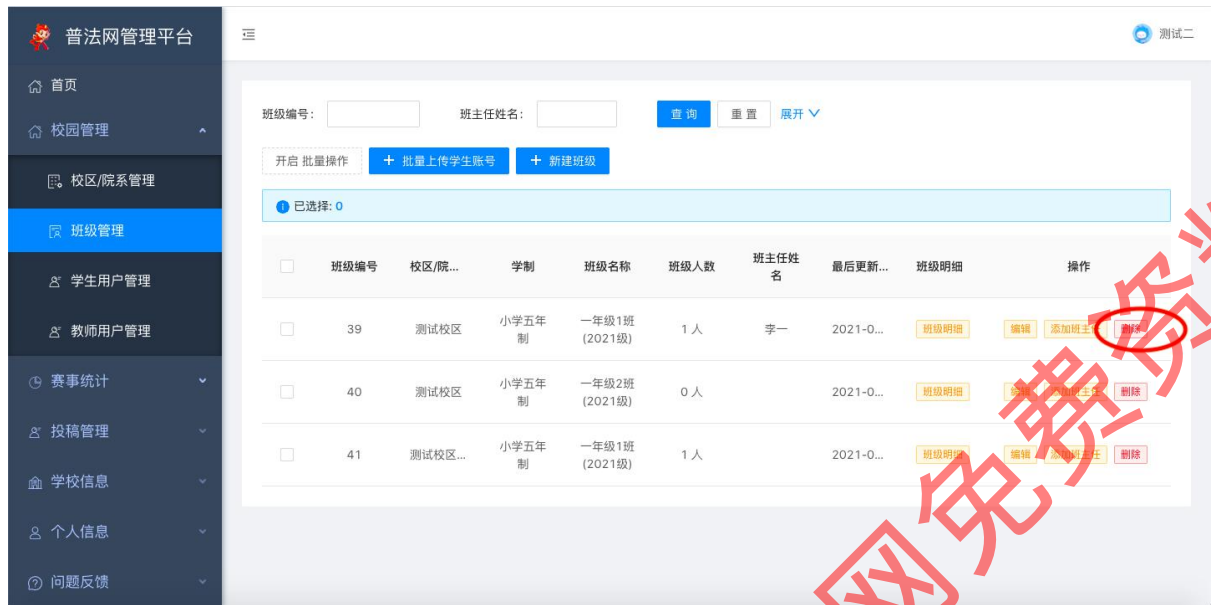 普法网管理平台
测试二
首页
校园管理
校区/院系管理
班级管理
学生用户管理
教师用户管理
赛事统计
投稿管理
学校信息
个人信息
问题反馈
班级编号: 班主任姓名: 查 询 重 置 展开
开启 批量操作 + 批量上传学生账号 + 新建班级
已选择: 0
班级编号 校区/院... 学制 班级名称 班级人数 班主任姓名 最后更新... 班级明细 操作
39 测试校区 小学五年制 一年级1班(2021级) 1 人 李一 2021-0... 班级明细 编辑 添加班主任 删除
40 测试校区 小学五年制 一年级2班(2021级) 0 人 2021-0... 班级明细 编辑 添加班主任 删除
41 测试校区... 小学五年制 一年级1班(2021级) 1 人 2021-0... 班级明细 编辑 添加班主任 删除
网免费资